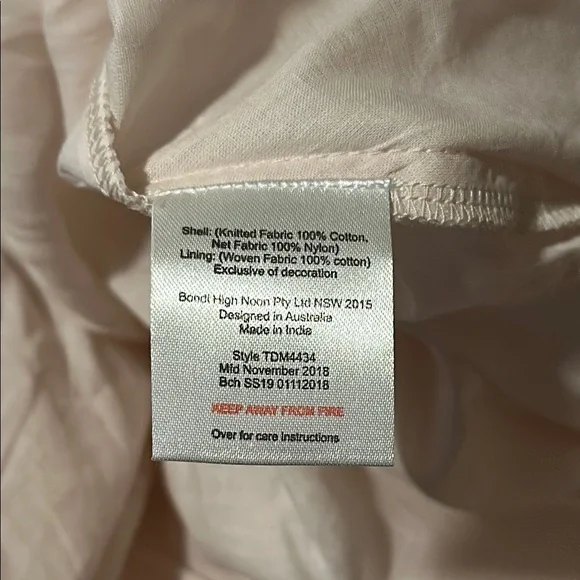 Shell: (Knitted Fabric 100% Cotton,
Net Fabric 100% Nylon)
Lining: (Woven Fabric 100% cotton)
Exclusive of decoration
Bondi High Noon Pty Ltd NSW 2015
Designed in Australia
Made in India
Style TDM4434
Mfd November 2018
Bch SS19 01112018
KEEP AWAY FROM FIRE
Over for care instructions